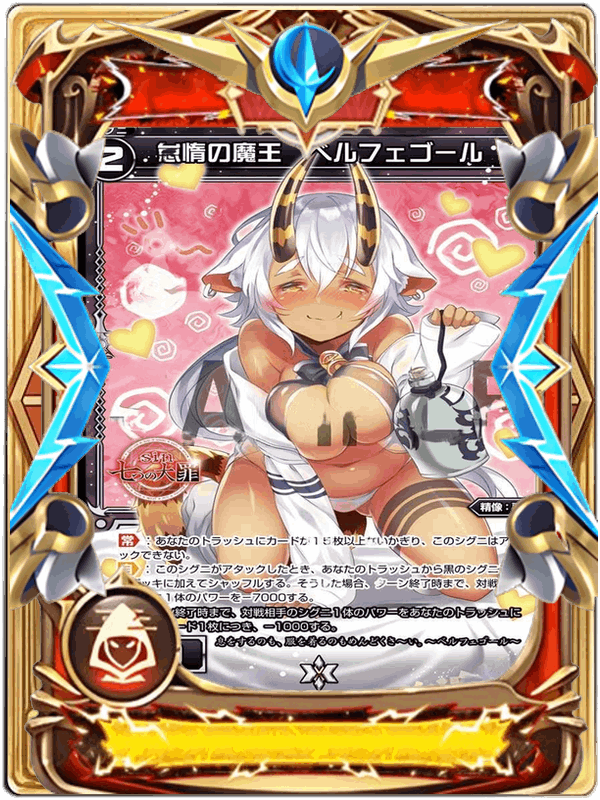 2 怠惰の魔王 ベルフェゴール
Sin
七つの大罪
精像:
常:あなたのトラッシュにカードが15枚以上ないかぎり、このシグニはア
ックできない。
:このシグニがアタックしたとき、あなたのトラッシュから黒のシグニ
デッキに加えてシャッフルする。そうした場合、ターン終了時まで、対戦
1体のパワーを-7000する。
終了時まで、対戦相手のシグニ1体のパワーをあなたのトラッシュに
ード1枚につき、-1000する。
息をするのも、服を着るのもめんどくさ~い。~ベルフェゴール~